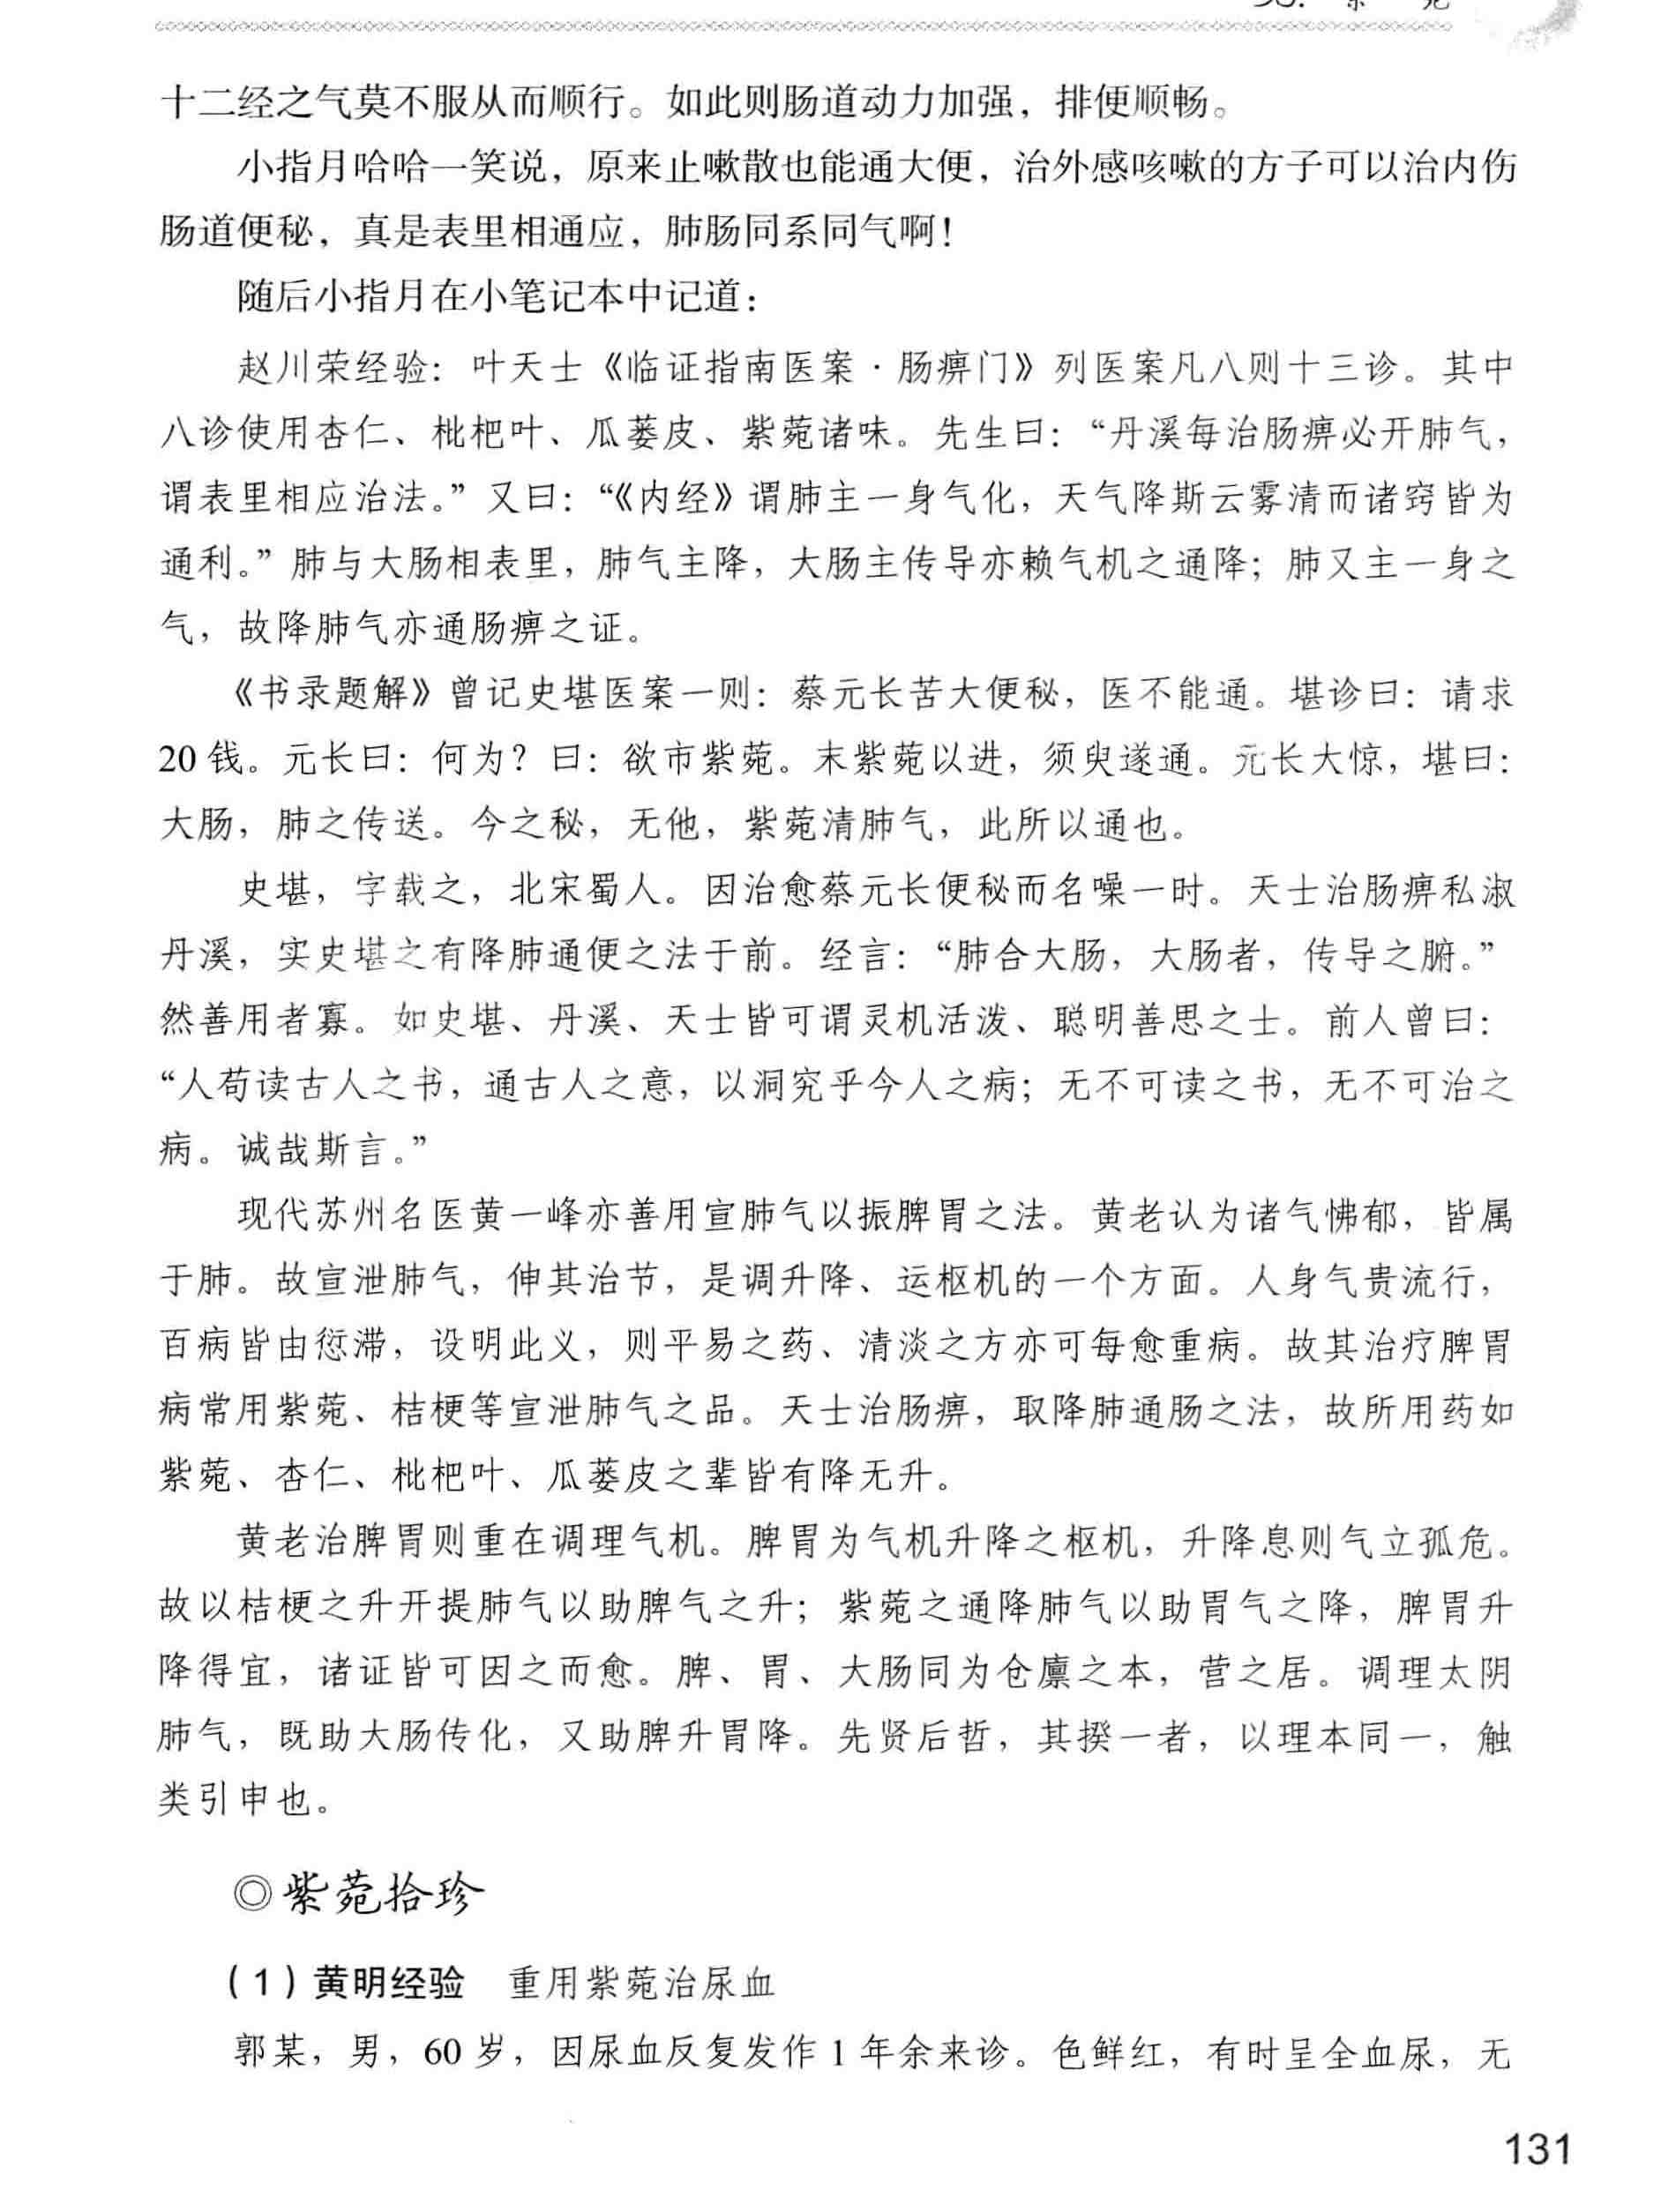 十二经之气莫不服从而顺行。如此则肠道动力加强，排便顺畅。
小指月哈哈一笑说，原来止嗽散也能通大便，治外感咳嗽的方子可以治内伤
肠道便秘，真是表里相通应，肺肠同系同气啊！
随后小指月在小笔记本中记道：
赵川荣经验：叶天士《临证指南医案·肠痹门》列医案凡八则十三诊。其中
八诊使用杏仁、枇杷叶、瓜蒌皮、紫菀诸味。先生曰：“丹溪每治肠痹必开肺气，
谓表里相应治法。”又曰：“《内经》谓肺主一身气化，天气降斯云雾清而诸窍皆为
通利。”肺与大肠相表里，肺气主降，大肠主传导亦赖气机之通降；肺又主一身之
气，故降肺气亦通肠痹之证。
《书录题解》曾记史堪医案一则：蔡元长苦大便秘，医不能通。堪诊曰：请求
20钱。元长曰：何为？曰：欲市紫菀。末紫菀以进，须臾遂通。元长大惊，堪曰：
大肠，肺之传送。今之秘，无他，紫菀清肺气，此所以通也。
史堪，字载之，北宋蜀人。因治愈蔡元长便秘而名噪一时。天士治肠痹私淑
丹溪，实史堪之有降肺通便之法于前。经言：“肺合大肠，大肠者，传导之腑。”
然善用者寡。如史堪、丹溪、天士皆可谓灵机活泼、聪明善思之士。前人曾曰：
“人苟读古人之书，通古人之意，以洞究乎今人之病；无不可读之书，无不可治之
病。诚哉斯言。”
现代苏州名医黄一峰亦善用宣肺气以振脾胃之法。黄老认为诸气怫郁，皆属
于肺。故宣泄肺气，伸其治节，是调升降、运枢机的一个方面。人身气贵流行，
百病皆由愆滞，设明此义，则平易之药、清淡之方亦可每愈重病。故其治疗脾胃
病常用紫菀、桔梗等宣泄肺气之品。天士治肠痹，取降肺通肠之法，故所用药如
紫菀、杏仁、枇杷叶、瓜蒌皮之辈皆有降无升。
黄老治脾胃则重在调理气机。脾胃为气机升降之枢机，升降息则气立孤危。
故以桔梗之升开提肺气以助脾气之升；紫菀之通降肺气以助胃气之降，脾胃升
降得宜，诸证皆可因之而愈。脾、胃、大肠同为仓廪之本，营之居。调理太阴
肺气，既助大肠传化，又助脾升胃降。先贤后哲，其揆一者，以理本同一，触
类引申也。
◎紫菀拾珍
（1）黄明经验 重用紫菀治尿血
郭某，男，60岁，因尿血反复发作1年余来诊。色鲜红，有时呈全血尿，无
131